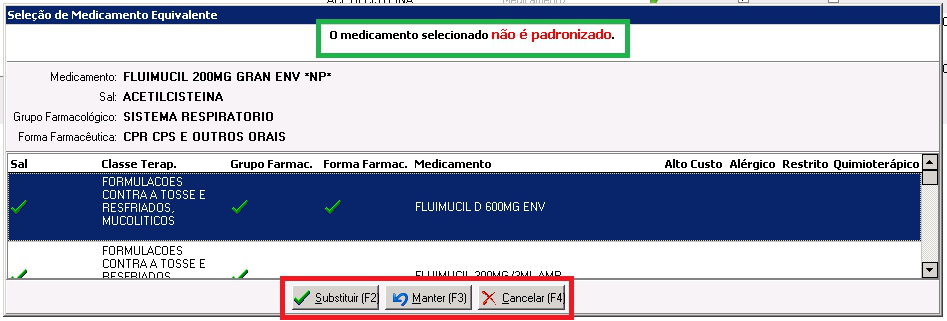 Seleção de Medicamento Equivalente
O medicamento selecionado não é padronizado.
Medicamento: FLUIMUCIL 200MG GRAN ENV *NP*
Sal: ACETILCISTEINA
Grupo Farmacológico: SISTEMA RESPIRATORIO
Forma Farmacêutica: CPR CPS E OUTROS ORAIS
Sal Classe Terap. Grupo Farmac. Forma Farmac. Medicamento Alto Custo Alérgico Restrito Quimioterápico
FORMULACOES
CONTRA A TOSSE E
RESFRIADOS,
MUCOLITICOS
FLUIMUCIL D 600MG ENV
FORMULACOES
CONTRA A TOSSE E
RESFRIADOS,
FLUIMUCIL 300MG/3ML AMP
Substituir (F2 Manter (F3) Cancelar (F4)